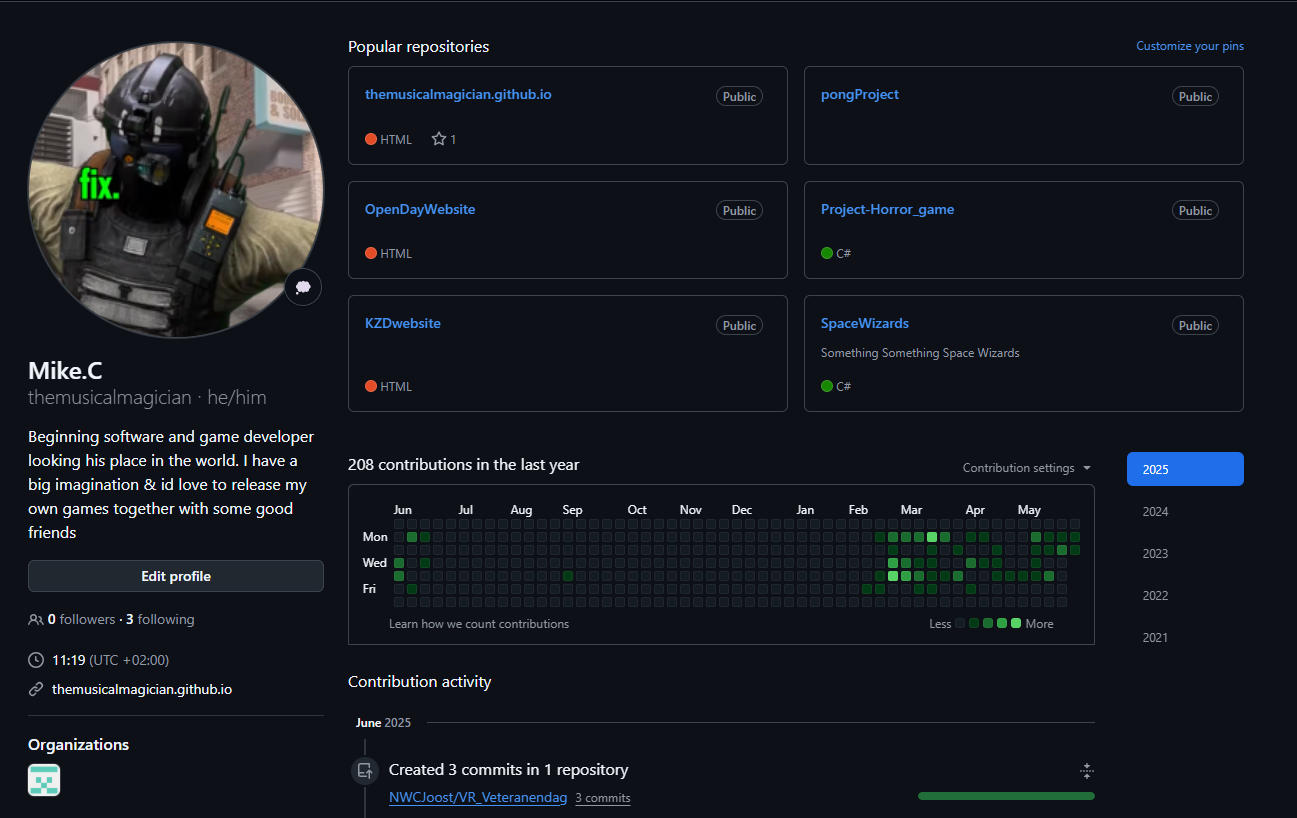 Popular repositories
Customize your pins
themusicalmagician.github.io
Public
HTML
1
pongProject
Public
OpenDayWebsite
Public
HTML
Project-Horror_game
Public
C#
KZDwebsite
Public
HTML
SpaceWizards
Public
Something Something Space Wizards
C#
fix.
& SO
Mike.C
themusicalmagician · he/him
Beginning software and game developer
looking his place in the world. I have a
big imagination & id love to release my
own games together with some good
friends
Edit profile
0 followers · 3 following
11:19 (UTC +02:00)
themusicalmagician.github.io
Organizations
208 contributions in the last year
Contribution settings
2025
2024
2023
2022
2021
Jun Jul Aug Sep Oct Nov Dec Jan Feb Mar Apr May
Mon
Wed
Fri
Learn how we count contributions
Less More
Contribution activity
June 2025
Created 3 commits in 1 repository
NWCJoost/VR_Veteranendag 3 commits